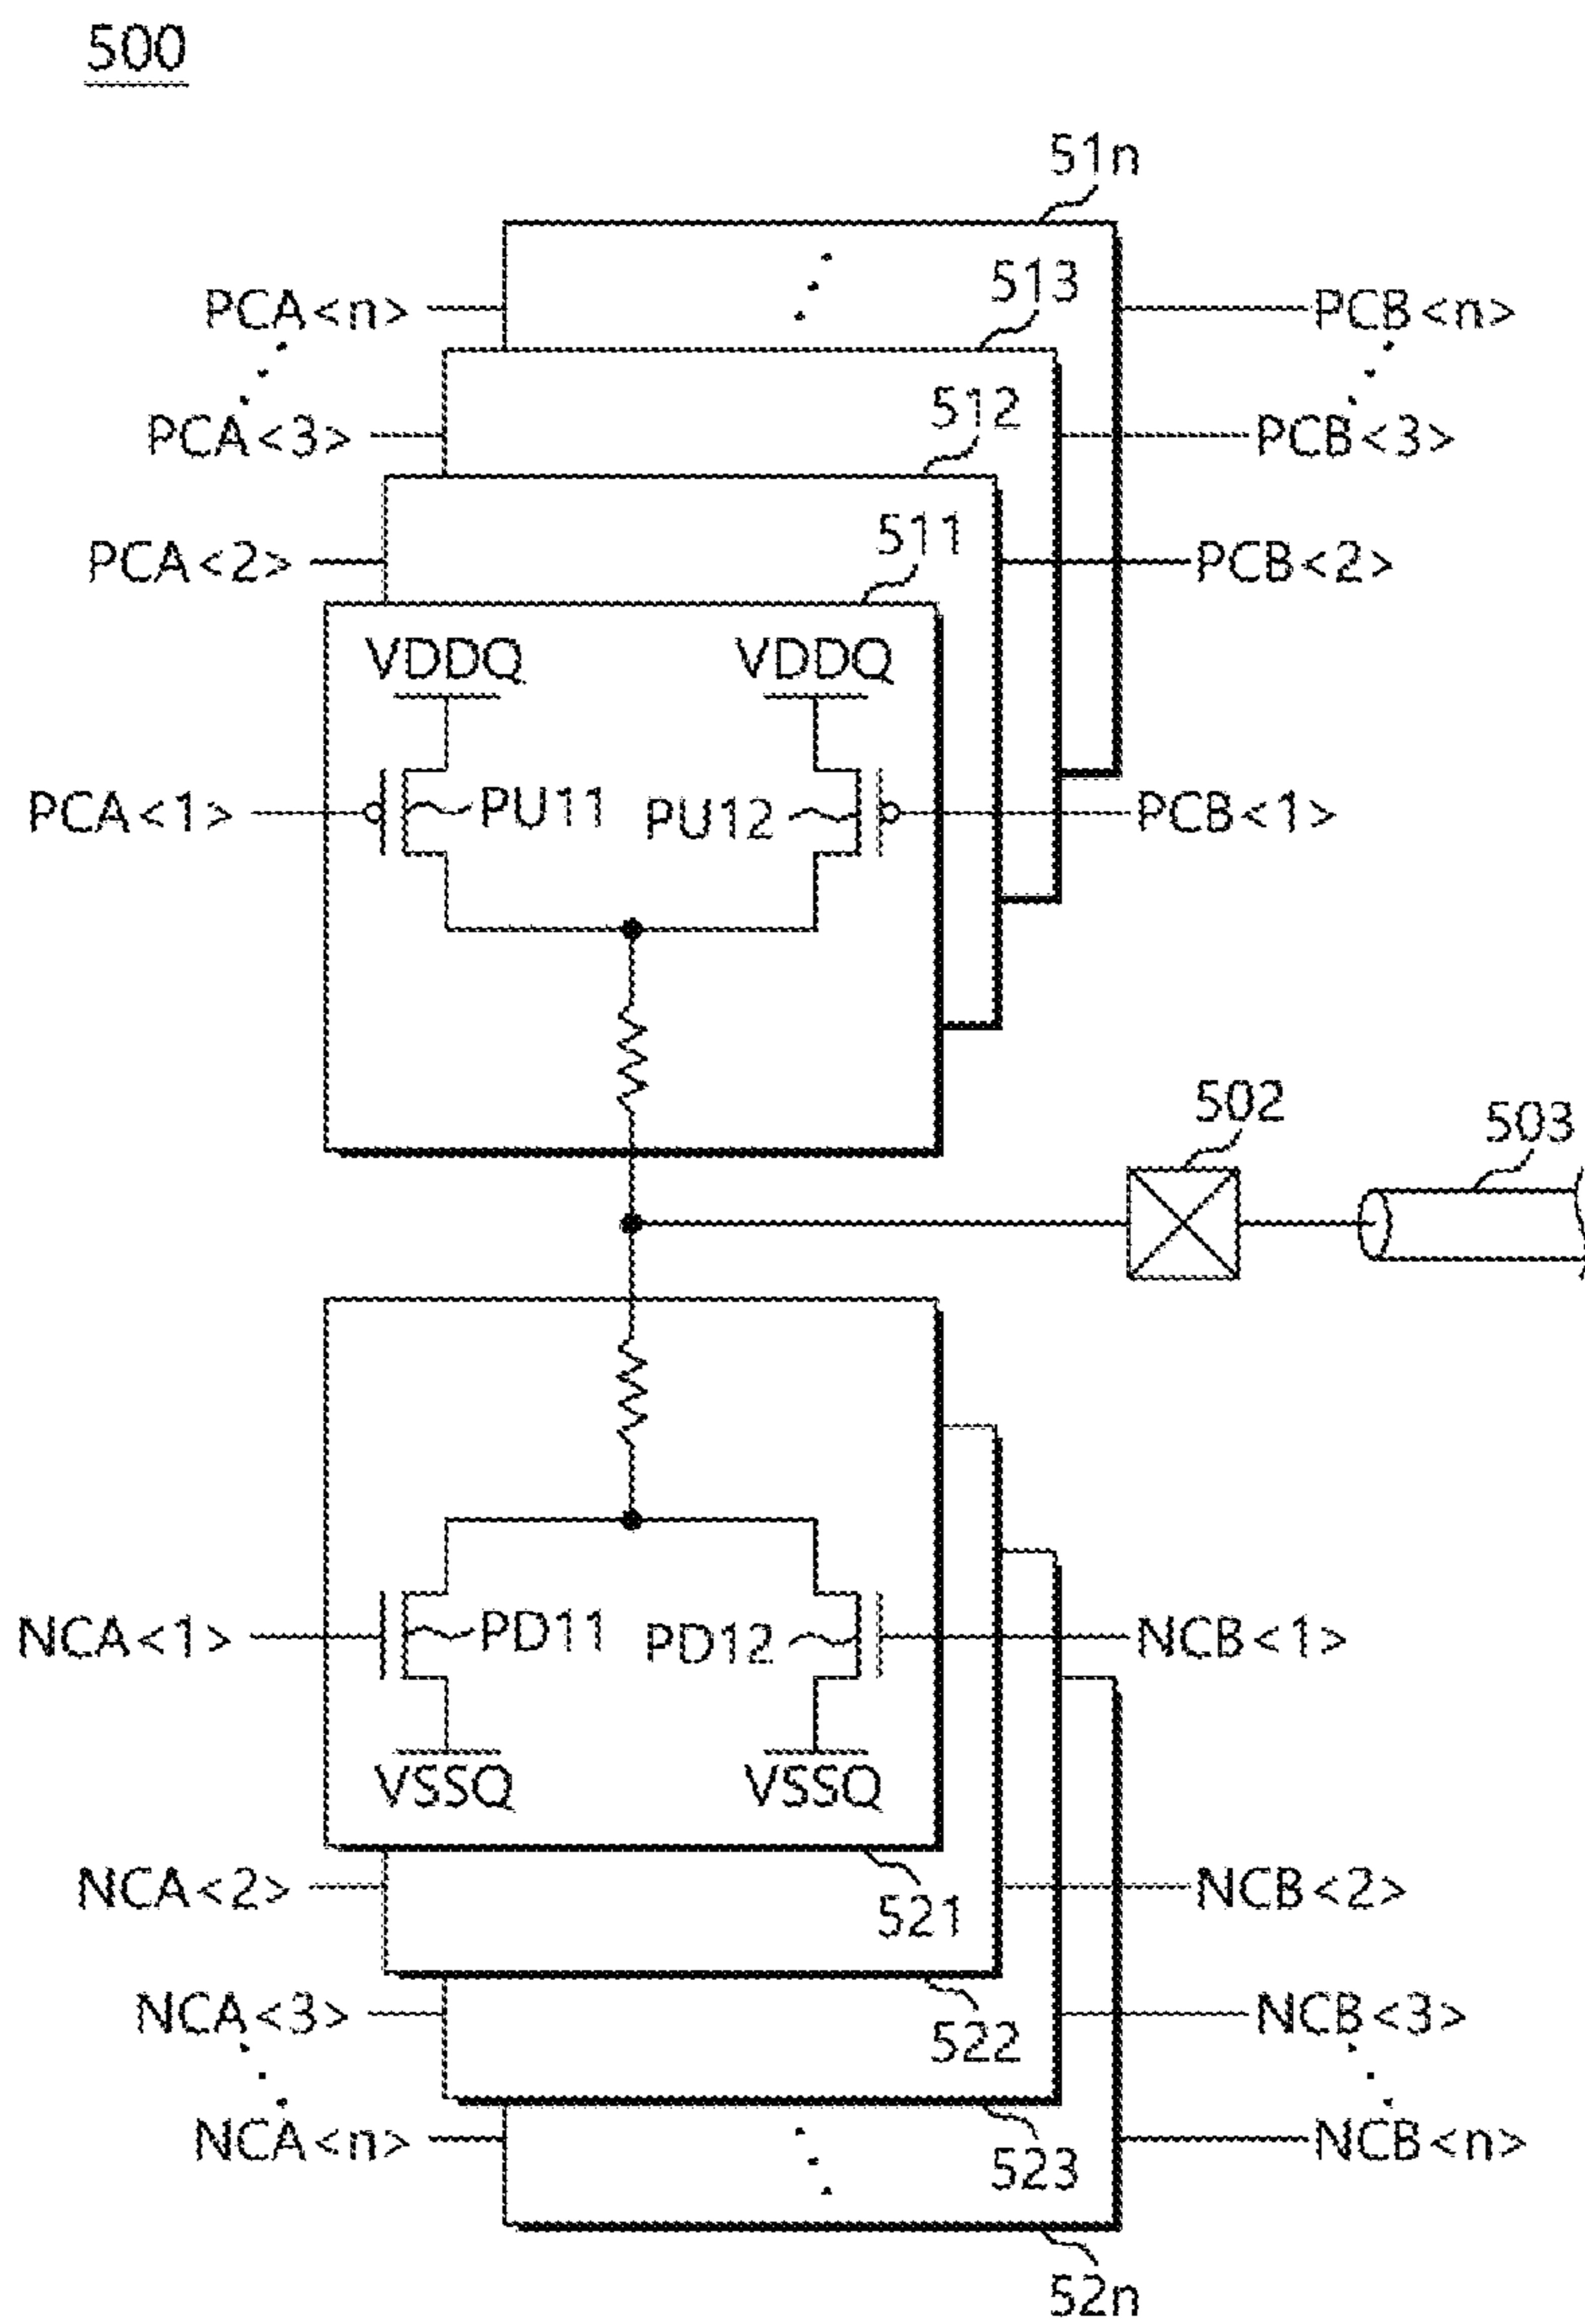 500
51n
513
PCA<n> PCB<n>
512
PCA<3> PCB<3>
511
PCA<2> PCB<2>
VDDQ VDDQ
PCA<1> PU11 PU12 PCB<1>
502
503
NCA<1> PD11 PD12 NCB<1>
VSSQ VSSQ
NCA<2> NCB<2>
521
NCA<3> NCB<3>
522
NCA<n> NCB<n>
523
52n